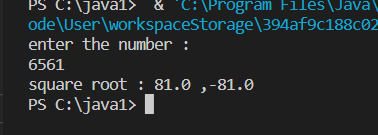 PS C:\java1> & 'C:\Program Files\Java\
ode\User\workspaceStorage\394af9c188c02
enter the number :
6561
square root : 81.0 ,-81.0
PS C:\java1>